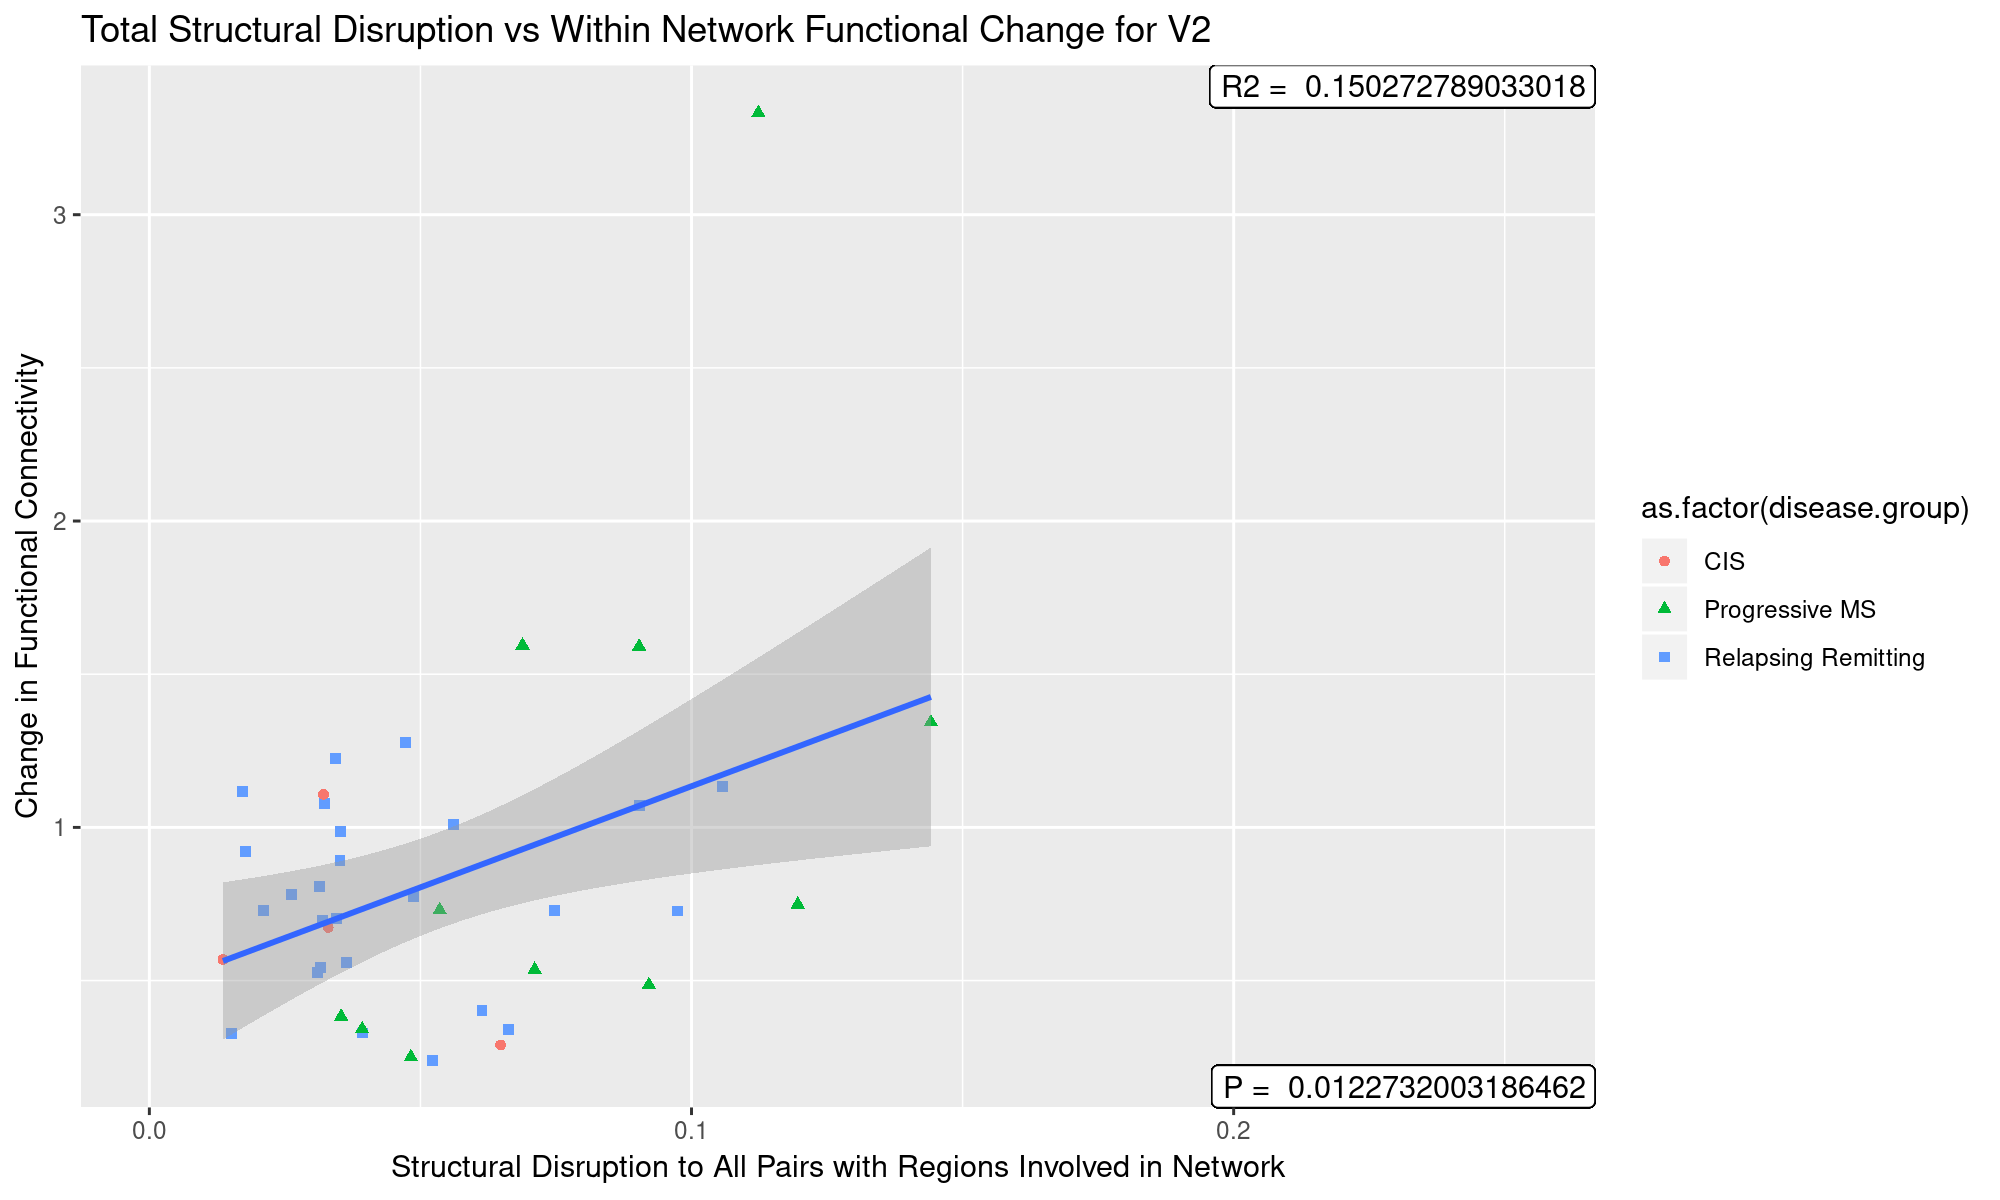 Total Structural Disruption vs Within Network Functional Change for V2
R2 =  0.150272789033018
3
2
1
Change in Functional Connectivity
as.factor(disease.group)
CIS
Progressive MS
Relapsing Remitting
P =  0.0122732003186462
0.0
0.1
0.2
Structural Disruption to All Pairs with Regions Involved in Network